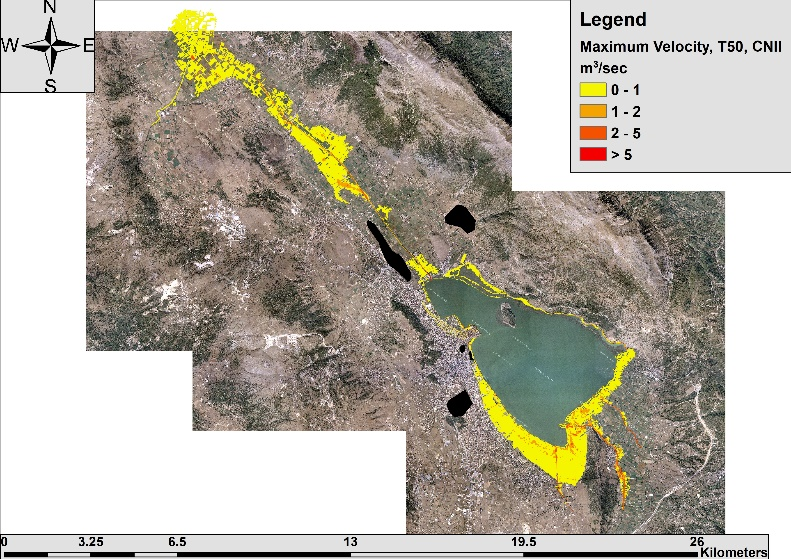 N
W E
S
Legend
Maximum Velocity, T50, CNII
m³/sec
0 - 1
1 - 2
2 - 5
> 5
0 3.25 6.5 13 19.5 26
Kilometers